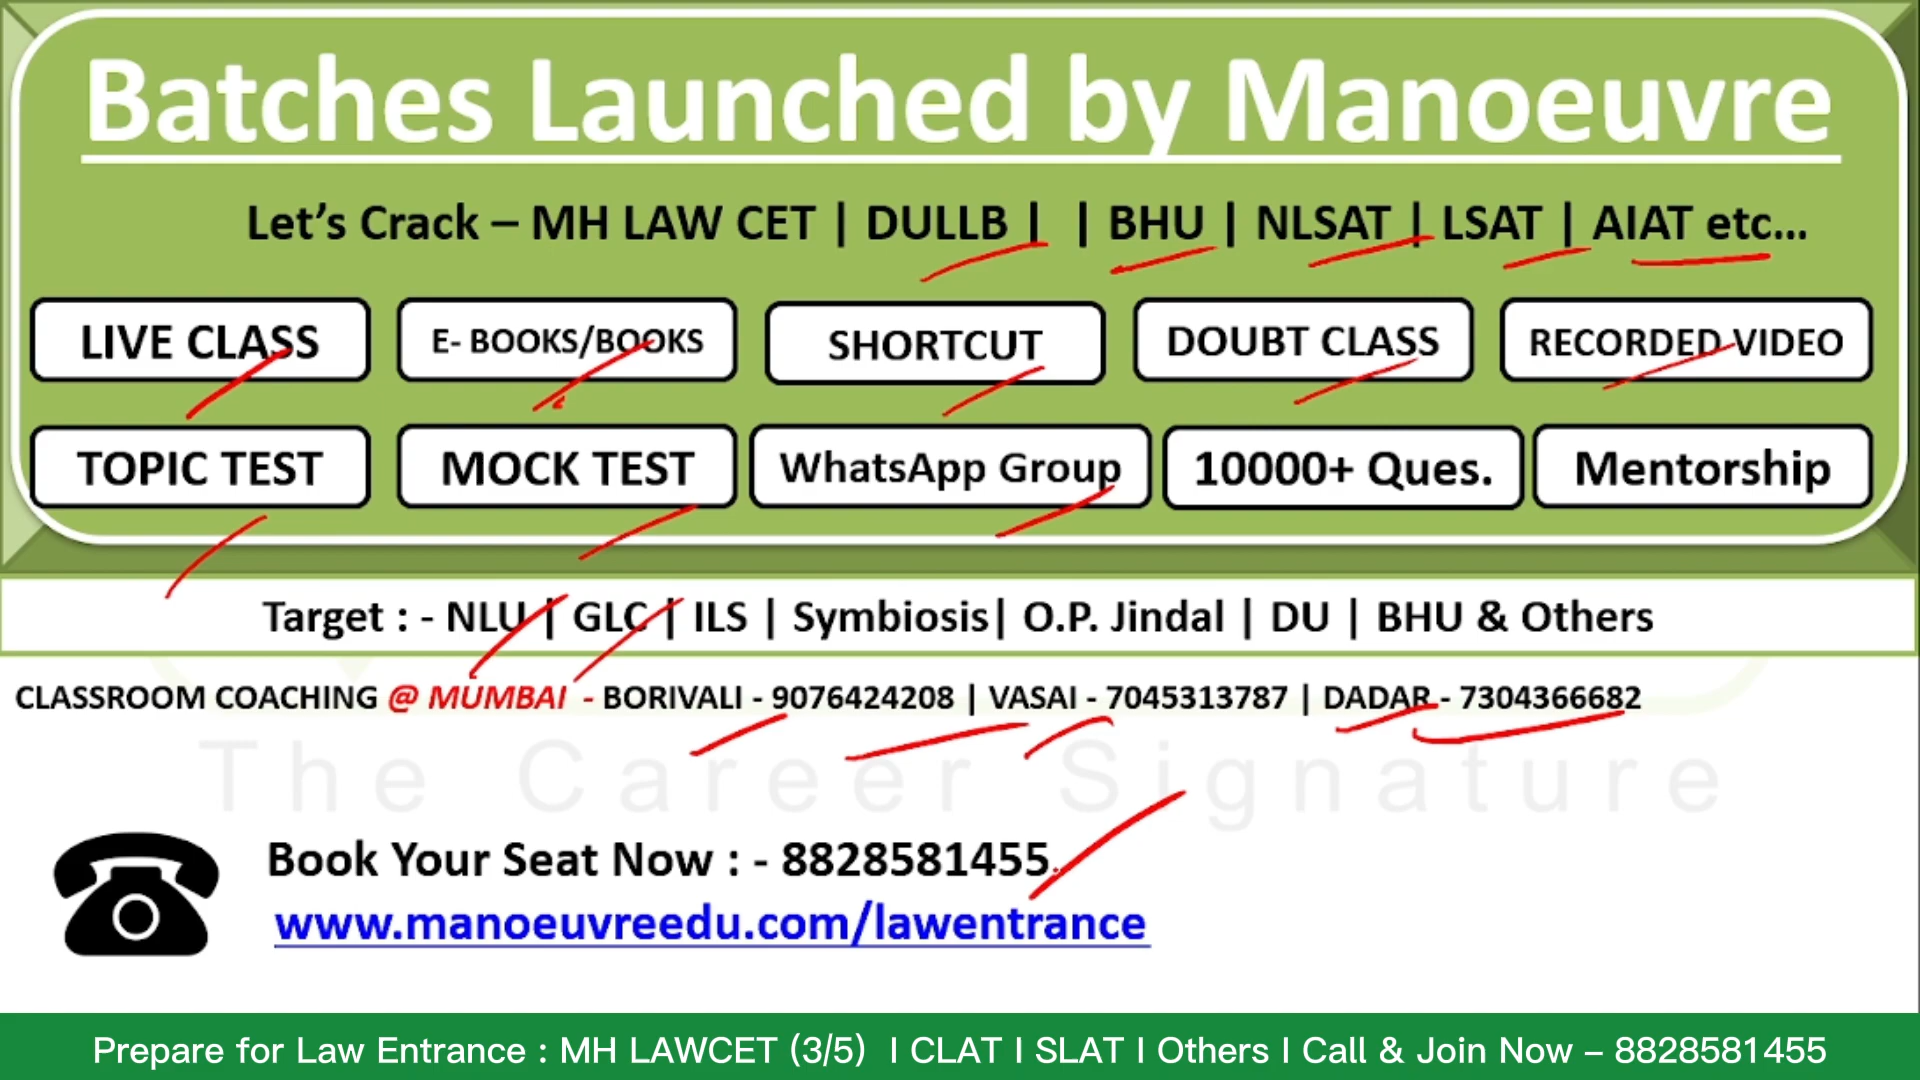 Batches Launched by Manoeuvre
Let’s Crack – MH LAW CET | DULLB | | BHU | NLSAT | LSAT | AIAT etc...
LIVE CLASS
E- BOOKS/BOOKS
SHORTCUT
DOUBT CLASS
RECORDED VIDEO
TOPIC TEST
MOCK TEST
WhatsApp Group
10000+ Ques.
Mentorship
Target : - NLU | GLC | ILS | Symbiosis| O.P. Jindal | DU | BHU & Others
CLASSROOM COACHING @ MUMBAI - BORIVALI - 9076424208 | VASAI - 7045313787 | DADAR - 7304366682
The Career Signature
Book Your Seat Now : - 8828581455
www.manoeuvreedu.com/lawentrance
Prepare for Law Entrance : MH LAWCET (3/5) I CLAT I SLAT I Others I Call & Join Now – 8828581455